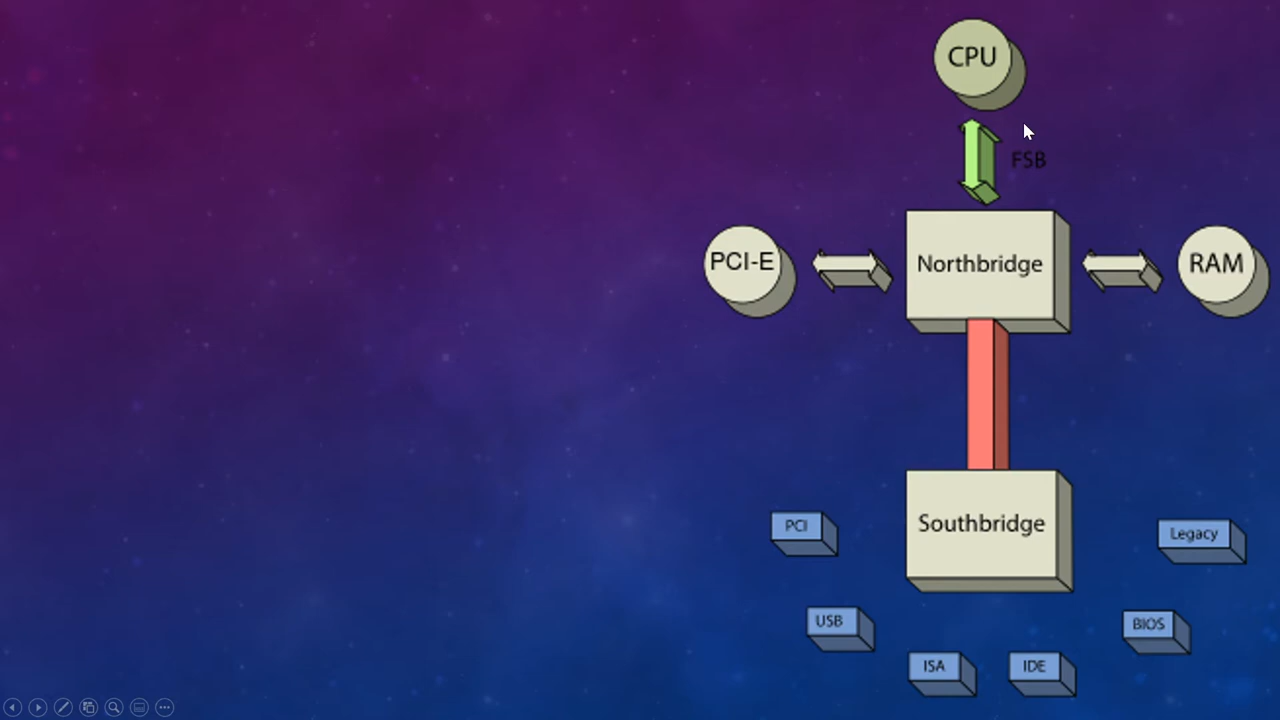 CPU
FSB
PCI-E
Northbridge
RAM
Southbridge
PCI
Legacy
USB
BIOS
ISA
IDE